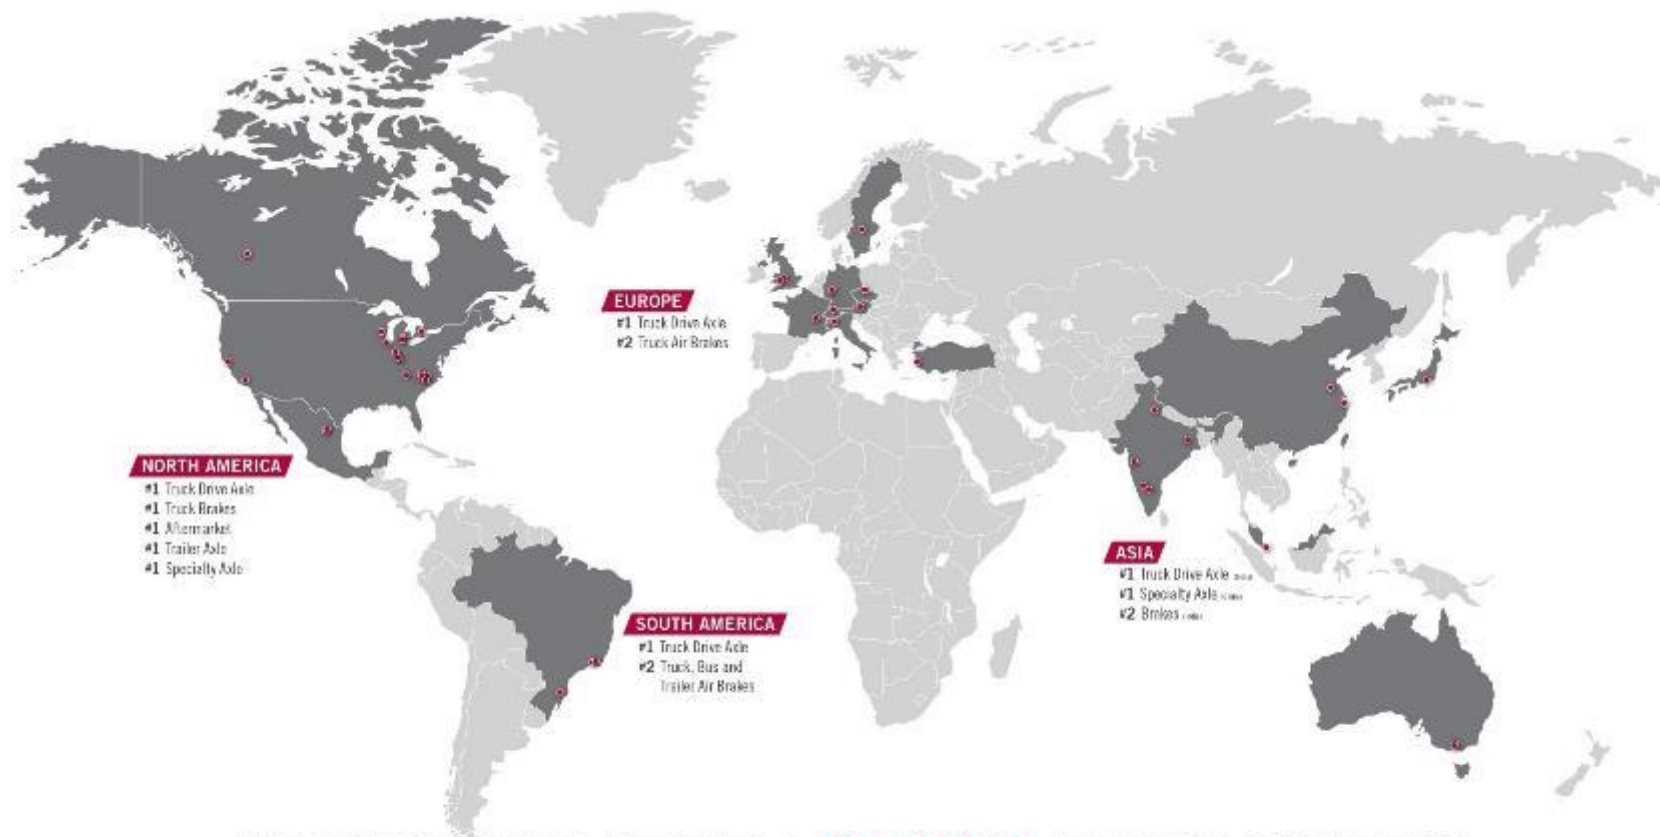 EUROPE
#1 Truck Drive Axle
#2 Truck Air Brakes
NORTH AMERICA
#1 Truck Drive Axle
#1 Truck Brakes
#1 Aftermarket
#1 Trailer Axle
#1 Specialty Axle
ASIA
#1 Truck Drive Axle
#1 Specialty Axle
#2 Brakes
SOUTH AMERICA
#1 Truck Drive Axle
#2 Truck, Bus and
Trailer Air Brakes